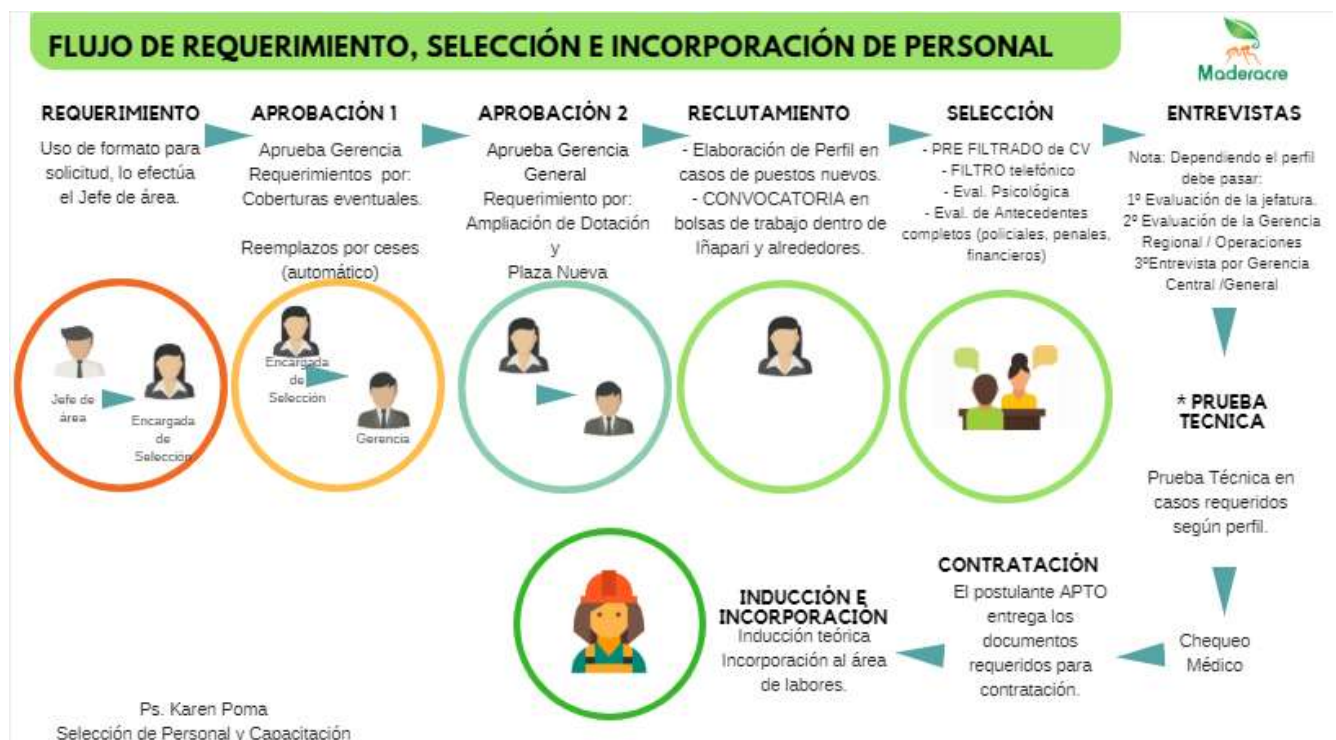 FLUJO DE REQUERIMIENTO, SELECCIÓN E INCORPORACIÓN DE PERSONAL
Maderacre
REQUERIMIENTO
Uso de formato para
solicitud, lo efectúa
el Jefe de área.
APROBACIÓN 1
Aprueba Gerencia
Requerimientos por:
Coberturas eventuales.
Reemplazos por ceses
(automático)
APROBACIÓN 2
Aprueba Gerencia
General
Requerimiento por:
Ampliación de Dotación
y
Plaza Nueva
RECLUTAMIENTO
- Elaboración de Perfil en
casos de puestos nuevos.
- CONVOCATORIA en
bolsas de trabajo dentro de
Iñapari y alrededores.
SELECCIÓN
- PRE FILTRADO de CV
- FILTRO telefónico
- Eval. Psicológica
- Eval. de Antecedentes
completos (policiales, penales,
financieros)
ENTREVISTAS
Nota: Dependiendo el perfil
debe pasar:
1º Evaluación de la jefatura.
2º Evaluación de la Gerencia
Regional / Operaciones
3ºEntrevista por Gerencia
Central /General
Jefe de
área
Encargada
de
Selección
Encargada
de
Selección
Gerencia
* PRUEBA
TECNICA
Prueba Técnica en
casos requeridos
según perfil.
Chequeo
Médico
CONTRATACIÓN
El postulante APTO
entrega los
documentos
requeridos para
contratación.
INDUCCIÓN E
INCORPORACIÓN
Inducción teórica
Incorporación al área
de labores.
Ps. Karen Poma
Selección de Personal y Capacitación